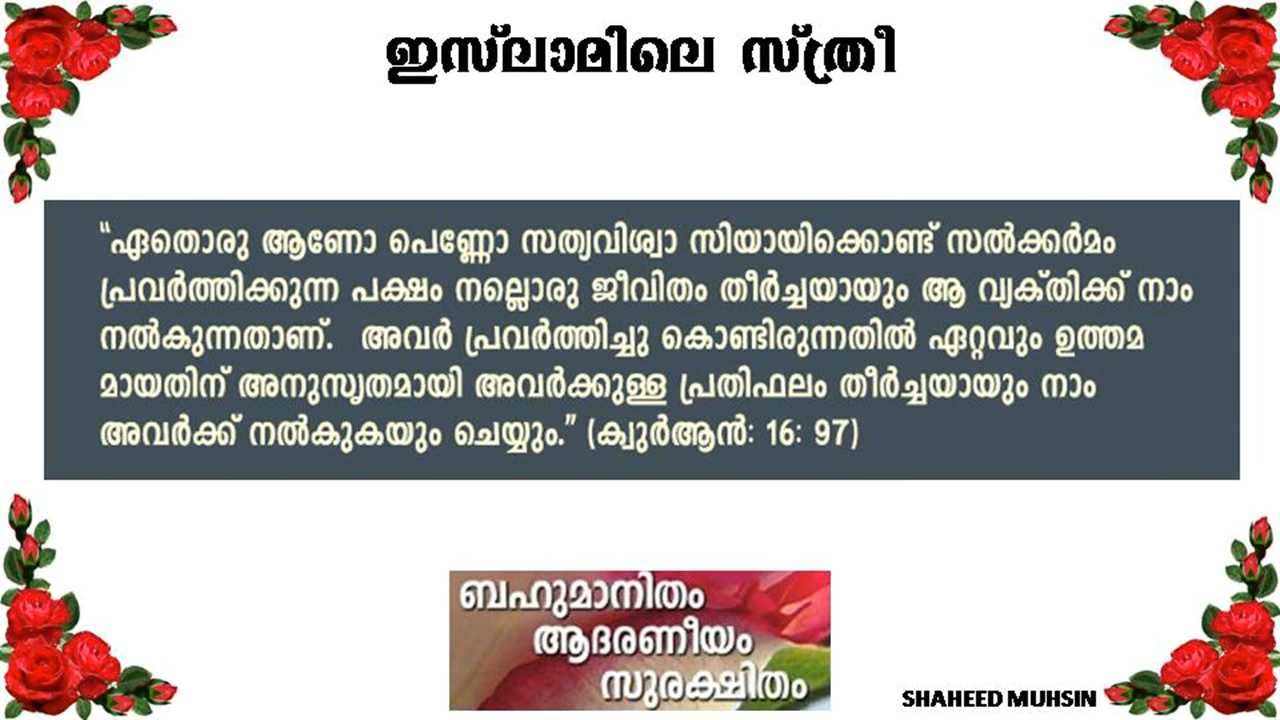 ഇസ്‌ലാമിലെ സ്ത്രീ
“ഏതൊരു ആണോ പെണ്ണോ സത്യവിശ്വാ സിയായിക്കൊണ്ട് സൽക്കർമം
പ്രവർത്തിക്കുന്ന പക്ഷം നല്ലൊരു ജീവിതം തീർച്ചയായും ആ വ്യക്തിക്ക് നാം
നൽകുന്നതാണ്. അവർ പ്രവർത്തിച്ചു കൊണ്ടിരുന്നതിൽ ഏറ്റവും ഉത്തമ
മായതിന് അനുസൃതമായി അവർക്കുള്ള പ്രതിഫലം തീർച്ചയായും നാം
അവർക്ക് നൽകുകയും ചെയ്യും.” (ക്വുർആൻ: 16: 97)
ബഹുമാനിതം
ആദരണീയം
സുരക്ഷിതം
SHAHEED MUHSIN